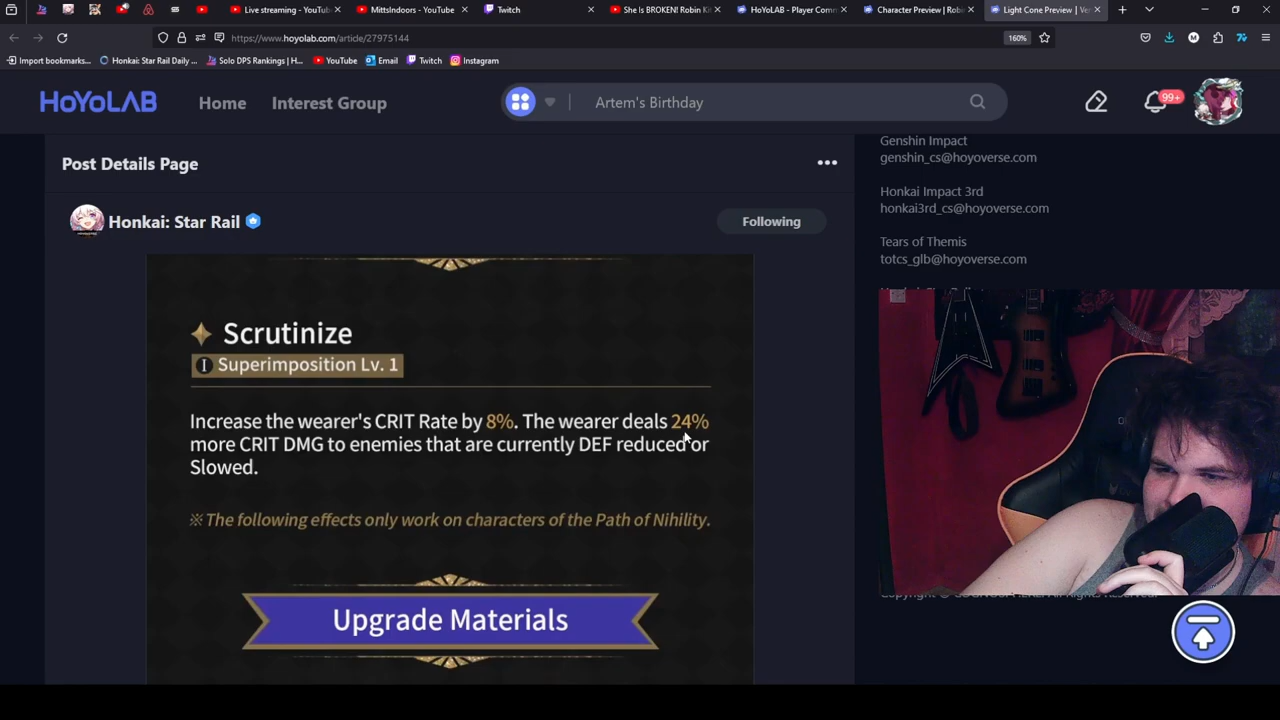 Live streaming - YouTu
MittsIndoors - YouTube
Twitch
She Is BROKEN! Robin Ki
HoYoLAB - Player Comm
Character Preview | Robi
Light Cone Preview | Ve
https://www.hoyolab.com/article/27975144
160%
Import bookmarks...
Honkai: Star Rail Daily ...
Solo DPS Rankings | H...
YouTube
Email
Twitch
Instagram
HoYoLAB
Home
Interest Group
Artem's Birthday
99+
Post Details Page
Honkai: Star Rail
Following
Scrutinize
I Superimposition Lv. 1
Increase the wearer's CRIT Rate by 8%. The wearer deals 24%
more CRIT DMG to enemies that are currently DEF reduced or
Slowed.
※The following effects only work on characters of the Path of Nihility.
Upgrade Materials
Genshin Impact
genshin_cs@hoyoverse.com
Honkai Impact 3rd
honkai3rd_cs@hoyoverse.com
Tears of Themis
totcs_glb@hoyoverse.com